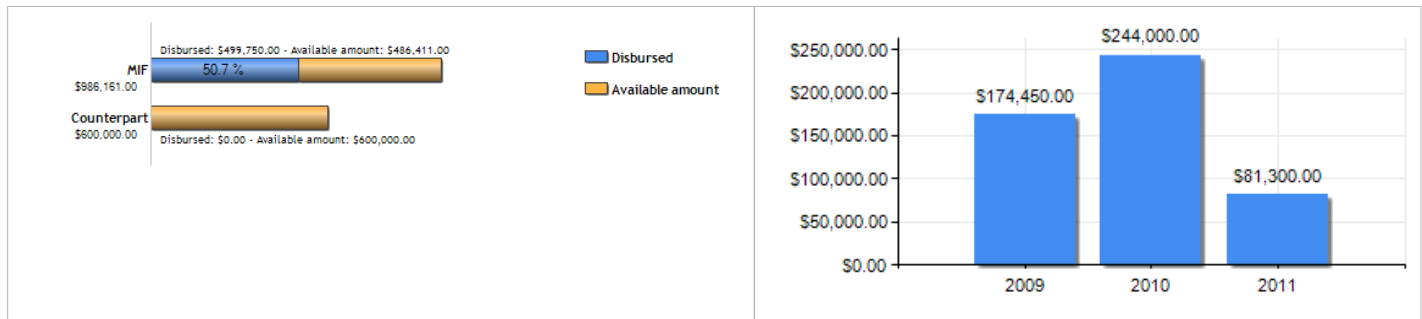 Disbursed: $499,750.00 - Available amount: $486,411.00
MIF
50.7 %
$986,161.00
Counterpart
$600,000.00
Disbursed: $0.00 - Available amount: $600,000.00
Disbursed
Available amount
$250,000.00
$200,000.00
$150,000.00
$100,000.00
$50,000.00
$0.00
$174,450.00
$244,000.00
$81,300.00
2009
2010
2011